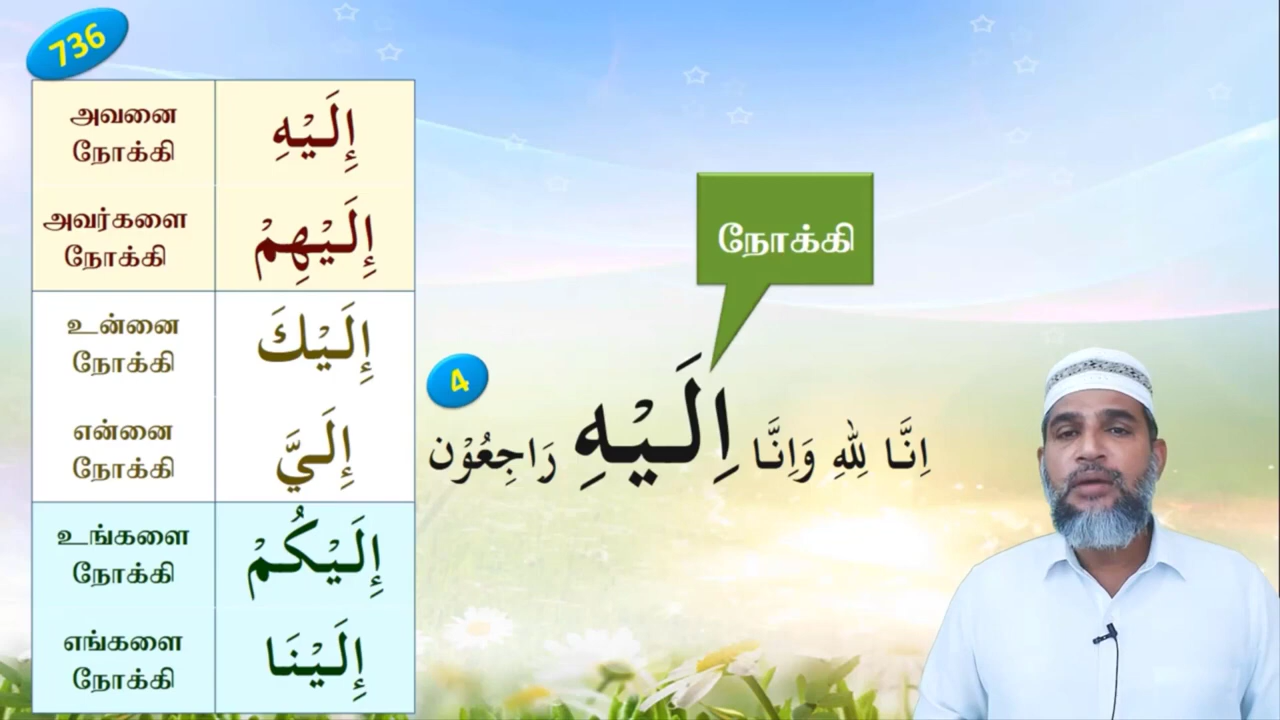 736
அவனை
நோக்கி
إِلَيْهِ
அவர்களை
நோக்கி
إِلَيْهِمْ
உன்னை
நோக்கி
إِلَيْكَ
என்னை
நோக்கி
إِلَيَّ
உங்களை
நோக்கி
إِلَيْكُمْ
எங்களை
நோக்கி
إِلَيْنَا
நோக்கி
4
اِنَّا لِلّٰهِ وَاِنَّا اِلَيْهِ رَاجِعُوْن